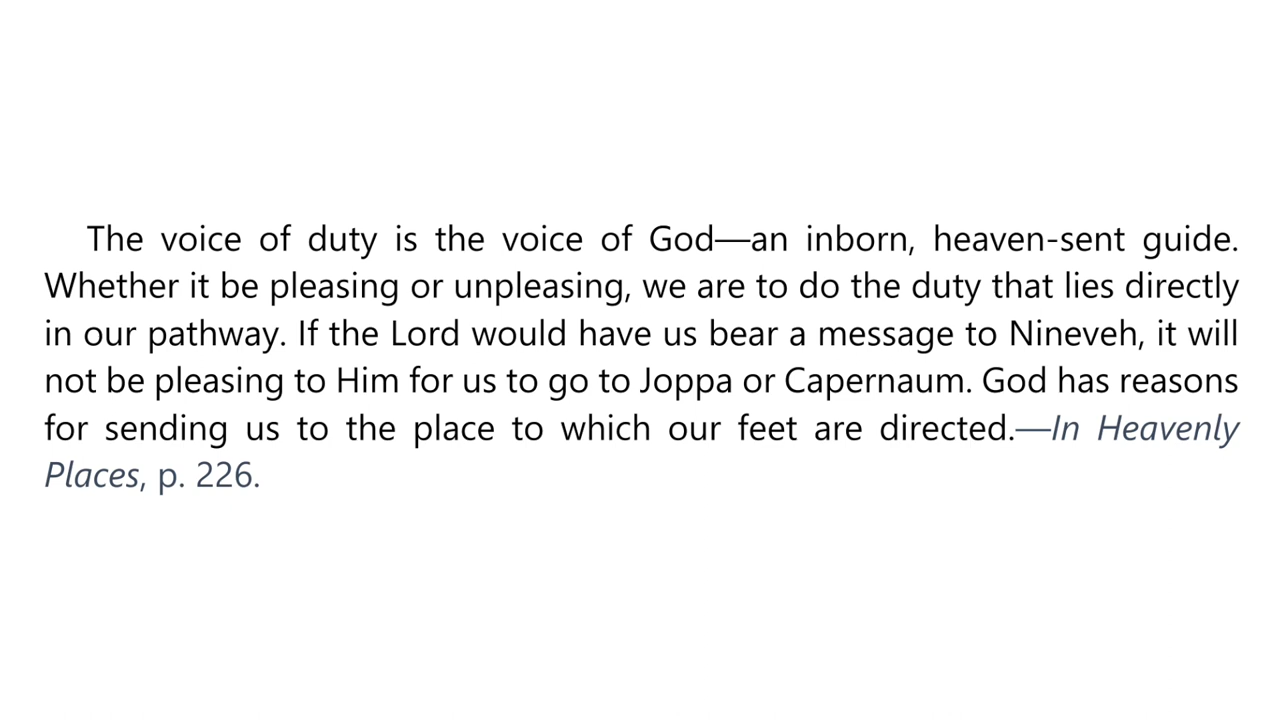 The voice of duty is the voice of God—an inborn, heaven-sent guide.
Whether it be pleasing or unpleasing, we are to do the duty that lies directly
in our pathway. If the Lord would have us bear a message to Nineveh, it will
not be pleasing to Him for us to go to Joppa or Capernaum. God has reasons
for sending us to the place to which our feet are directed.—In Heavenly
Places, p. 226.